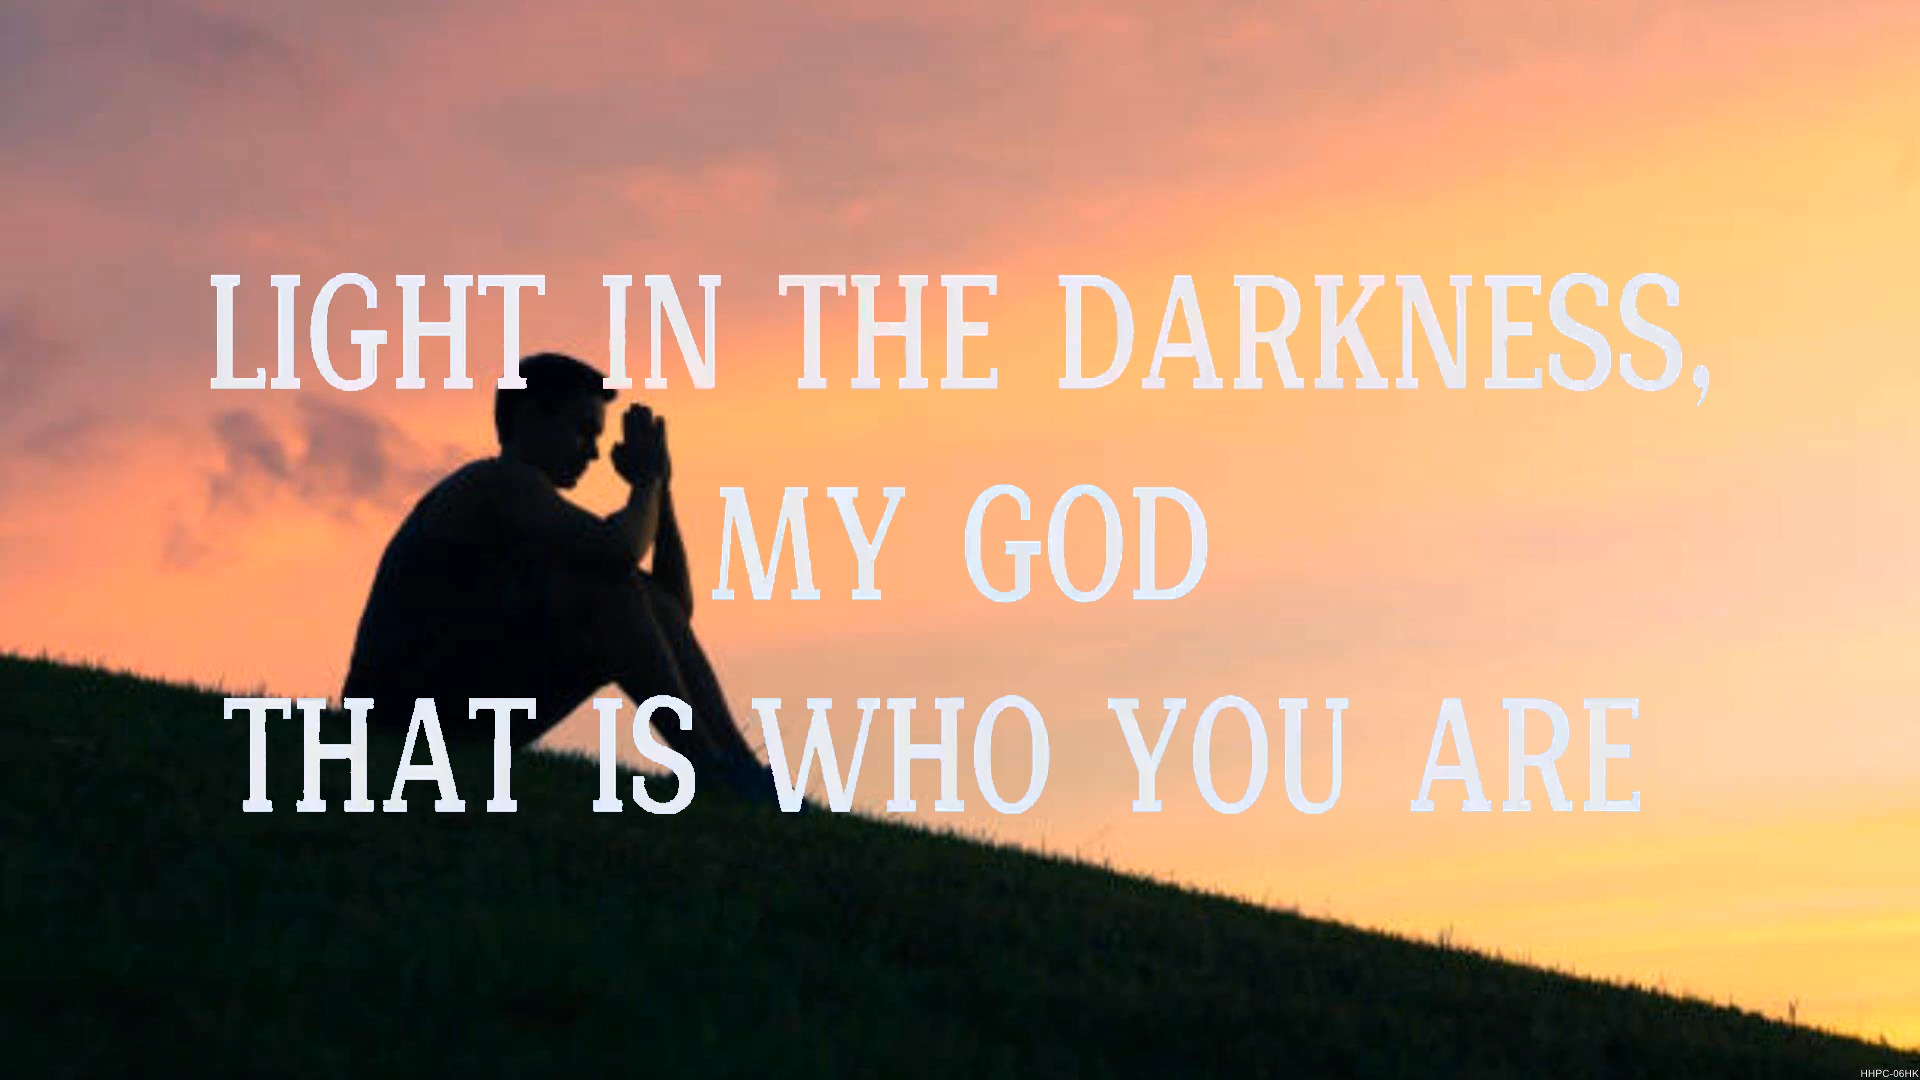 LIGHT IN THE DARKNESS,
MY GOD
THAT IS WHO YOU ARE
HHPC-06HK